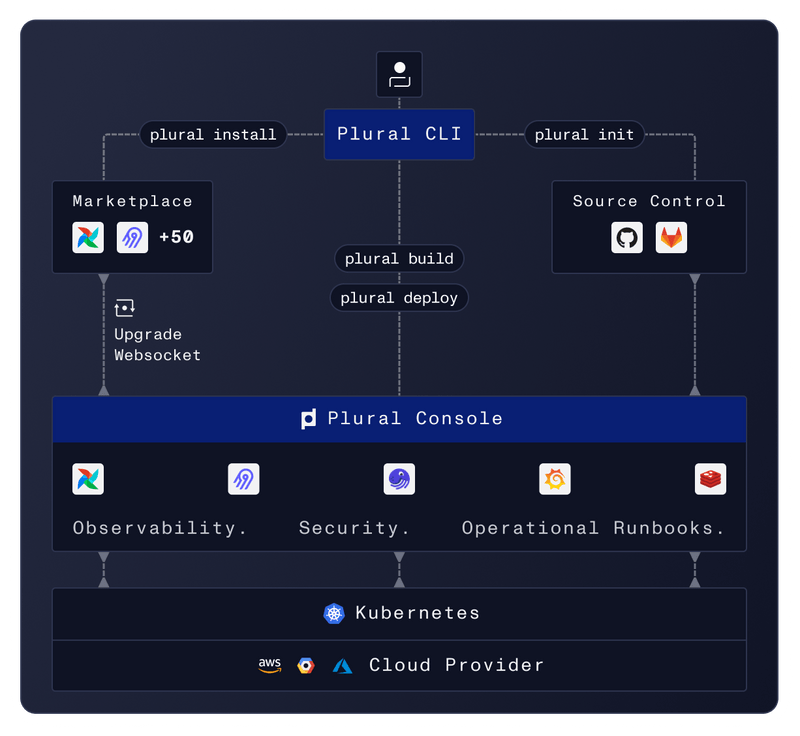 plural install
Plural CLI
plural init
Marketplace
+50
Source Control
plural build
plural deploy
Upgrade
Websocket
Plural Console
Observability.
Security.
Operational Runbooks.
Kubernetes
aws
Cloud Provider